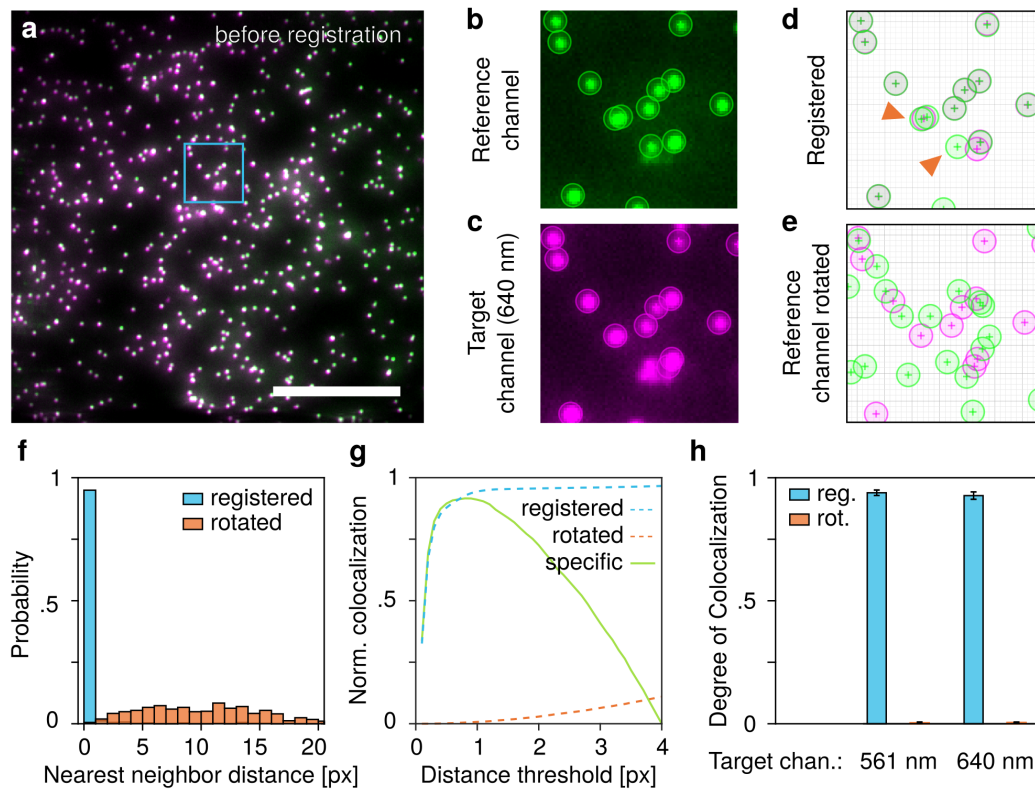 a
before registration
b
Reference
channel
c
Target
channel (640 nm)
d
Registered
e
Reference
channel rotated
f
1
.5
0
Probability
registered
rotated
0
5
10
15
20
Nearest neighbor distance [px]
g
1
.5
0
Norm. colocalization
registered
rotated
specific
0
1
2
3
4
Distance threshold [px]
h
1
.5
0
Degree of Colocalization
reg.
rot.
Target chan.: 561 nm 640 nm